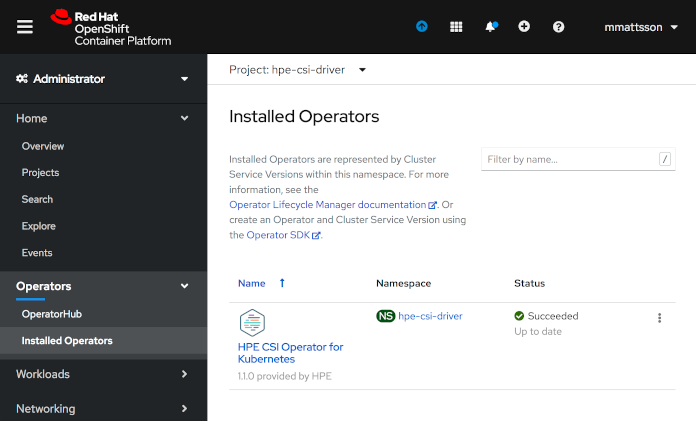 Red Hat
OpenShift
Container Platform
mmattsson
Administrator
Home
Overview
Projects
Search
Explore
Events
Operators
OperatorHub
Installed Operators
Workloads
Networking
Project: hpe-csi-driver
Installed Operators
Installed Operators are represented by Cluster
Service Versions within this namespace. For more
information, see the
Operator Lifecycle Manager documentation. Or
create an Operator and Cluster Service Version using
the Operator SDK.
Filter by name...
/
Name
Namespace
Status
HPE CSI Operator for
Kubernetes
1.1.0 provided by HPE
NS hpe-csi-driver
Succeeded
Up to date